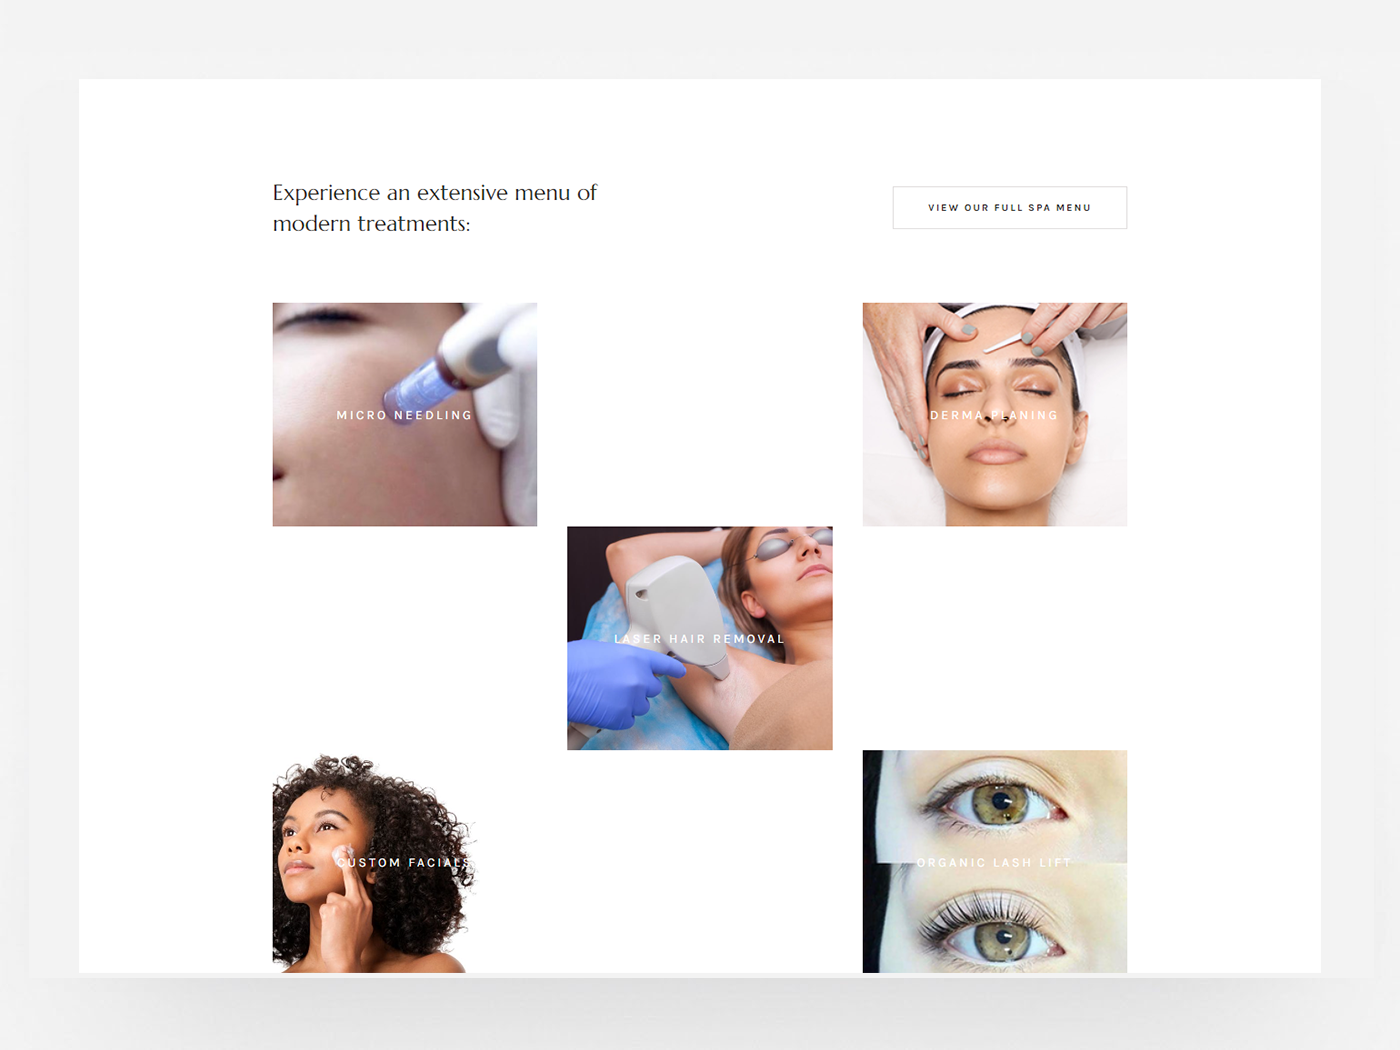 Experience an extensive menu of
modern treatments:
VIEW OUR FULL SPA MENU
MICRO NEEDLING
DERMA PLANING
LASER HAIR REMOVAL
CUSTOM FACIALS
ORGANIC LASH LIFT